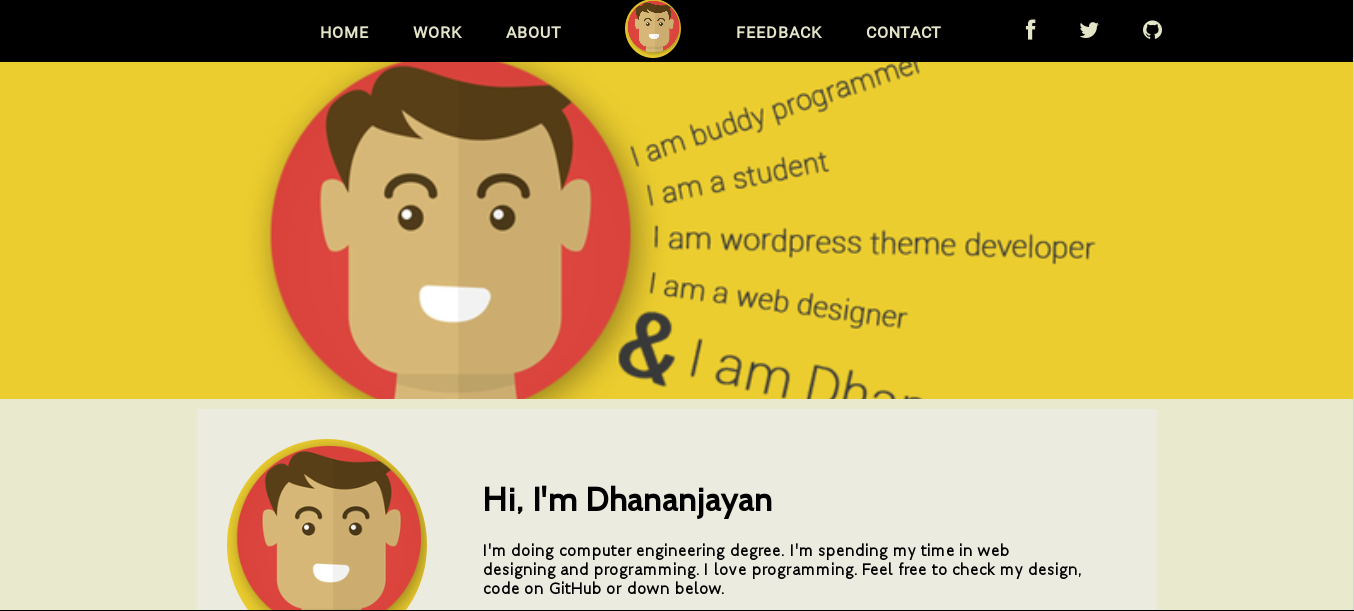 HOME WORK ABOUT FEEDBACK CONTACT
I am buddy programmer
I am a student
I am wordpress theme developer
I am a web designer
& I am
Hi, I'm Dhananjayan
I'm doing computer engineering degree. I'm spending my time in web
designing and programming. I love programming. Feel free to check my design,
code on GitHub or down below.